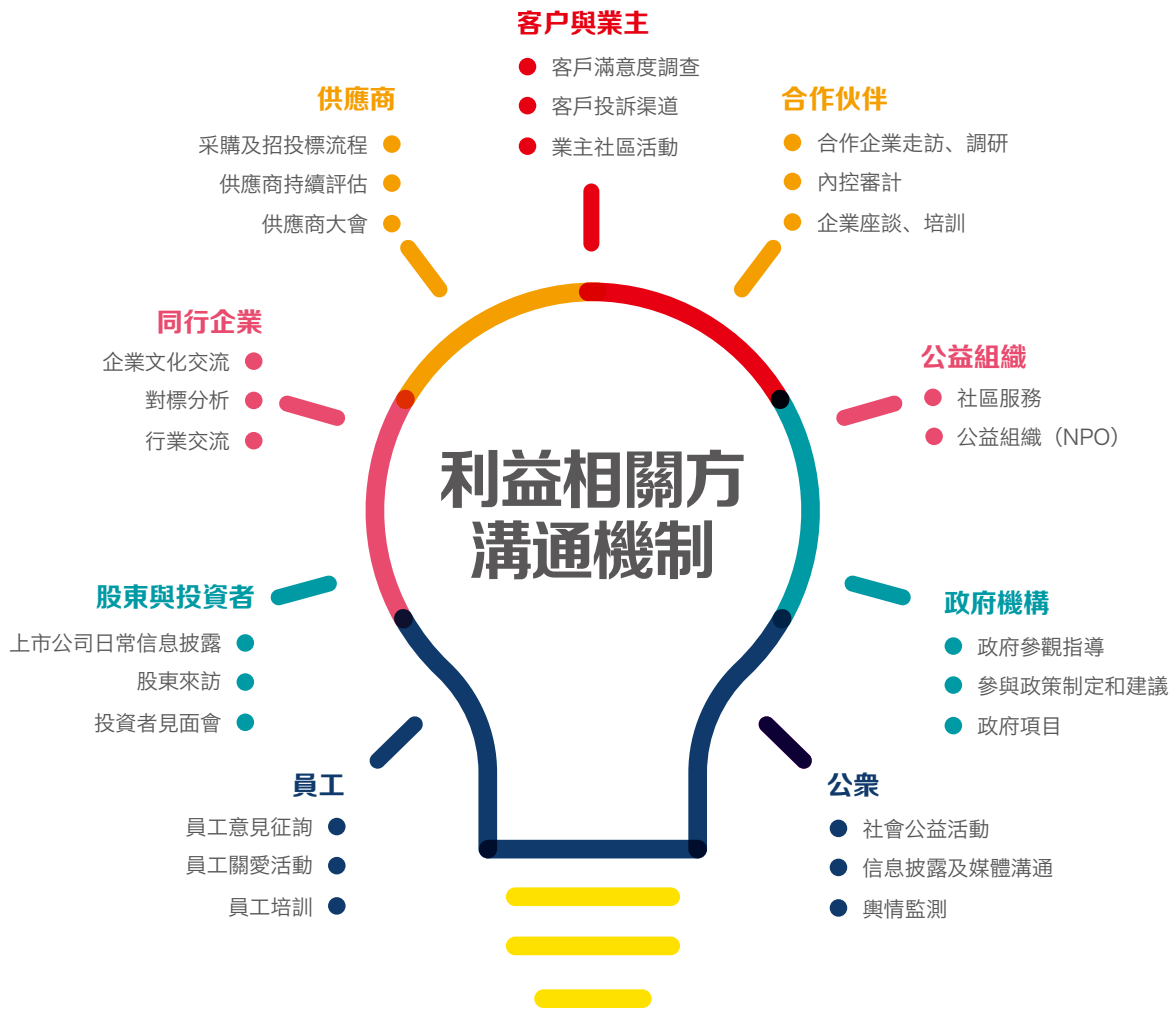 客户與業主
客戶滿意度調查
客戶投訴渠道
業主社區活動
供應商
采購及招投標流程
供應商持續評估
供應商大會
合作伙伴
合作企業走訪、調研
內控審計
企業座談、培訓
同行企業
企業文化交流
對標分析
行業交流
公益組織
社區服務
公益組織（NPO）
利益相關方
溝通機制
股東與投資者
上市公司日常信息披露
股東來訪
投資者見面會
政府機構
政府參觀指導
參與政策制定和建議
政府項目
員工
員工意見征詢
員工關愛活動
員工培訓
公衆
社會公益活動
信息披露及媒體溝通
輿情監測